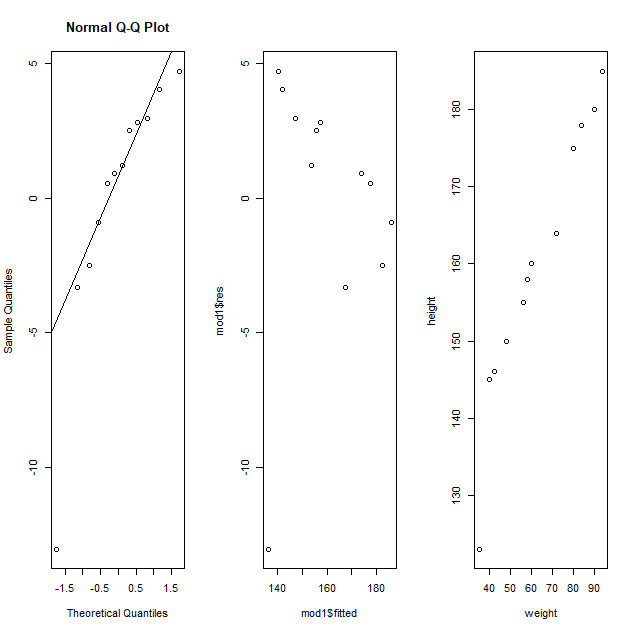 Normal Q-Q Plot
Sample Quantiles
5
0
-5
-10
-1.5 -0.5 0.5 1.5
Theoretical Quantiles
mod1$res
5
0
-5
-10
140 160 180
mod1$fitted
height
180
170
160
150
140
130
40 50 60 70 80 90
weight